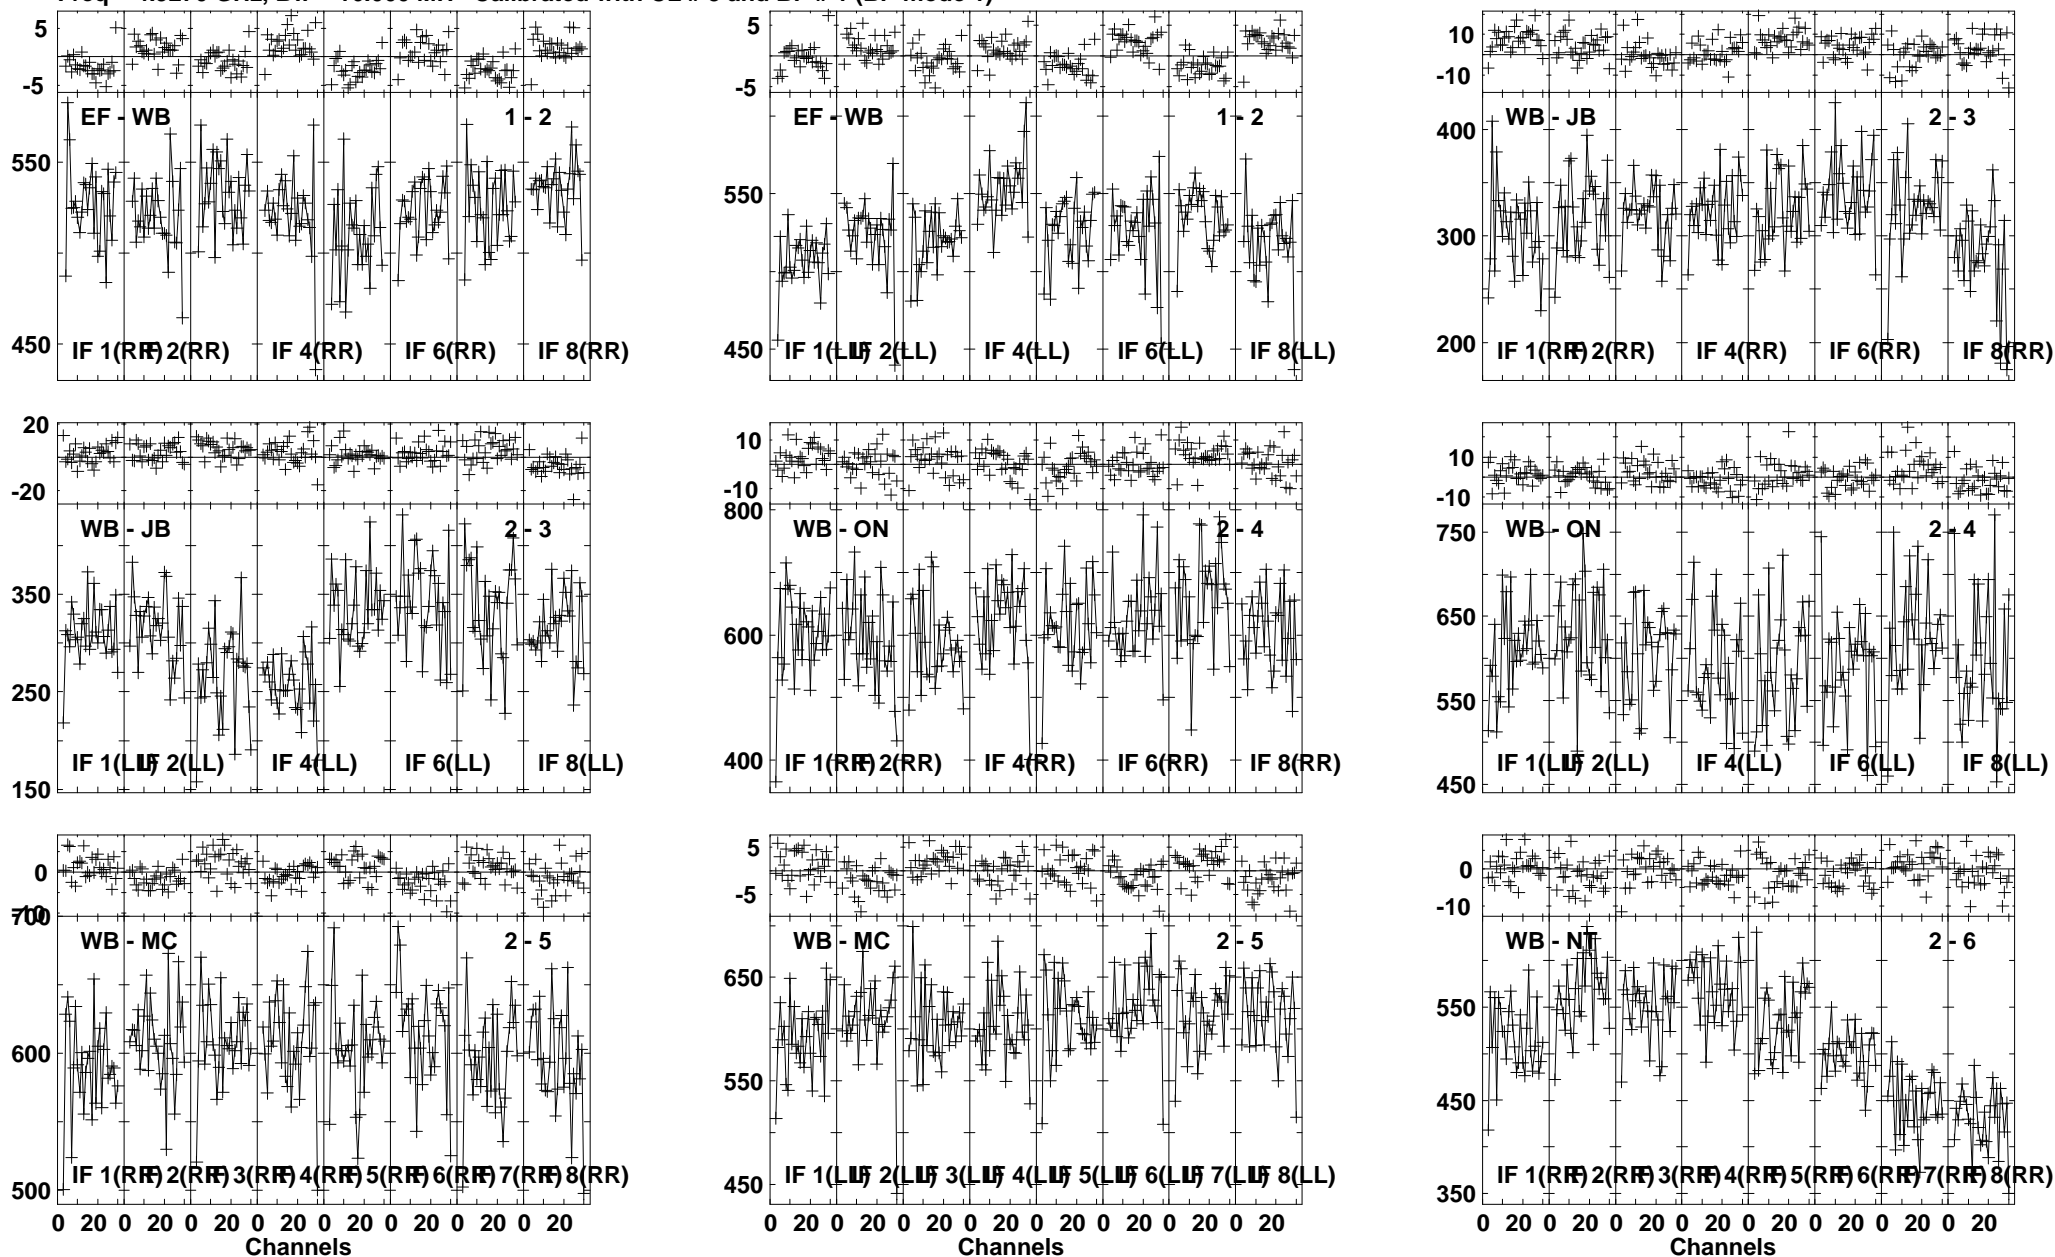 5 5 10
-5 -5 -10
EF - WB 1 - 2 EF - WB 1 - 2 WB - JB 2 - 3
550 550 400
300
450 450 200
IF 1(RR) IF 2(RR) IF 4(RR) IF 6(RR) IF 8(RR) IF 1(LL) IF 2(LL) IF 4(LL) IF 6(LL) IF 8(LL) IF 1(RR) IF 2(RR) IF 4(RR) IF 6(RR) IF 8(RR)
20 10 10
-20 -10 -10
WB - JB 2 - 3 WB - ON 2 - 4 WB - ON 2 - 4
350 800 750
250 600 650
150 400 550
450
IF 1(LL) IF 2(LL) IF 4(LL) IF 6(LL) IF 8(LL) IF 1(RR) IF 2(RR) IF 4(RR) IF 6(RR) IF 8(RR) IF 1(LL) IF 2(LL) IF 4(LL) IF 6(LL) IF 8(LL)
0 5 0
-10 -5 -10
WB - MC 2 - 5 WB - MC 2 - 5 WB - NT 2 - 6
700 650 550
600 550 450
500 450 350
IF 1(RR) IF 2(RR) IF 3(RR) IF 4(RR) IF 5(RR) IF 6(RR) IF 7(RR) IF 8(RR) IF 1(LL) IF 2(LL) IF 3(LL) IF 4(LL) IF 5(LL) IF 6(LL) IF 7(LL) IF 8(LL) IF 1(RR) IF 2(RR) IF 3(RR) IF 4(RR) IF 5(RR) IF 6(RR) IF 7(RR) IF 8(RR)
0 20 0 20 0 20 0 20 0 20 0 20 0 20 0 20 0 20 0 20 0 20 0 20 0 20 0 20 0 20 0 20 0 20 0 20 0 20 0 20 0 20 0 20 0 20 0 20
Channels Channels Channels